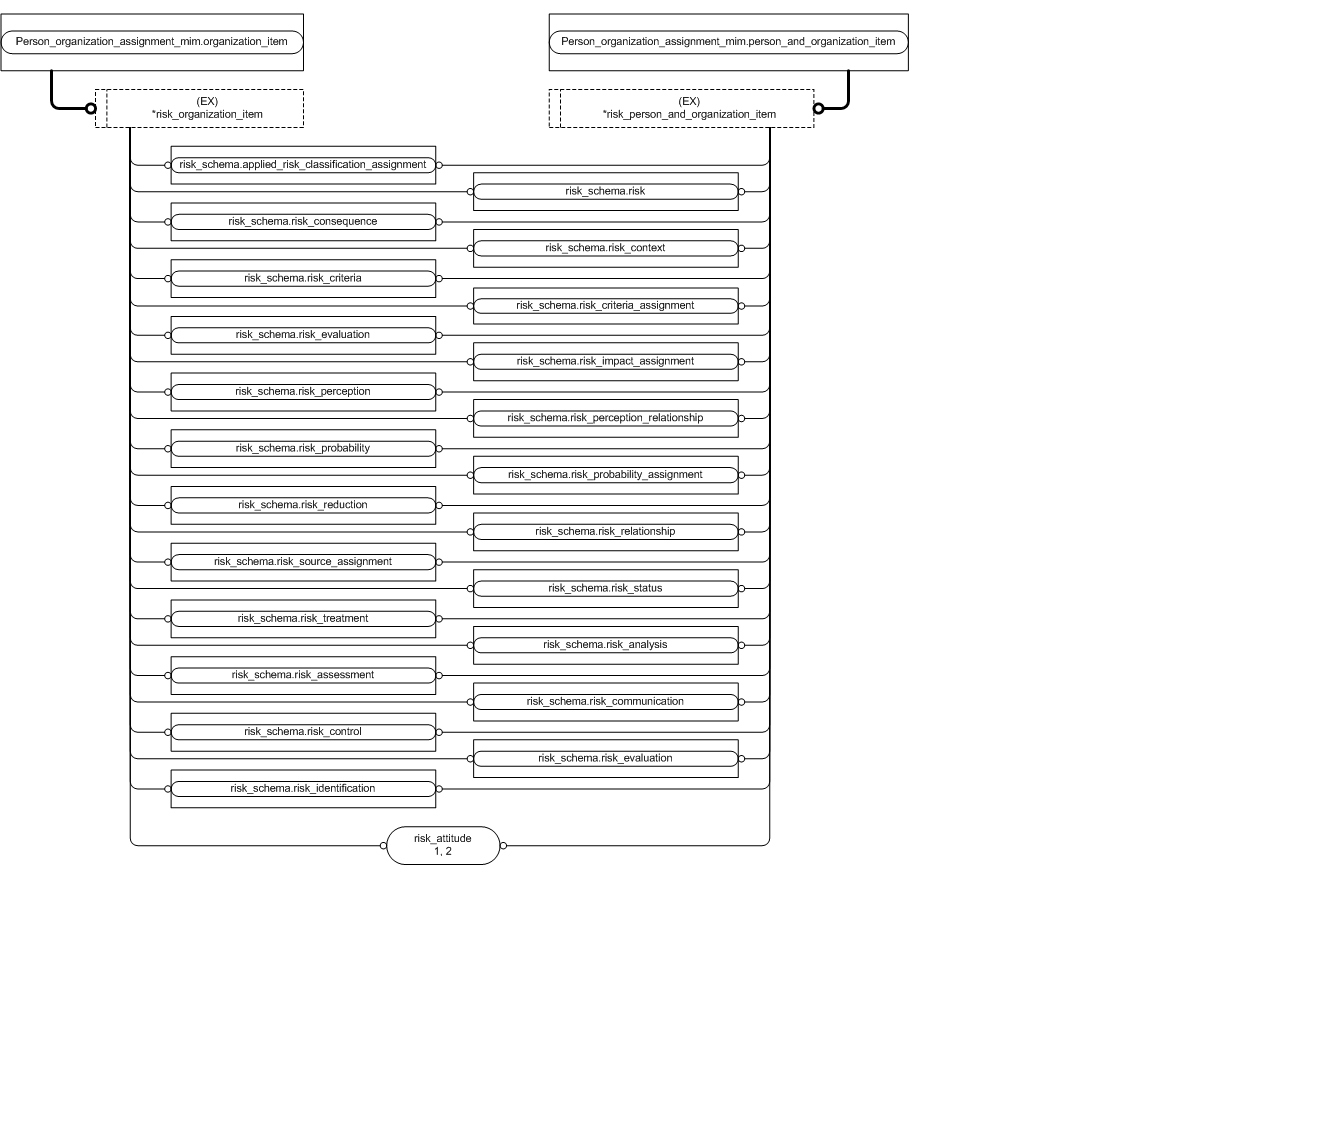 Person_organization_assignment_mim.organization_item
Person_organization_assignment_mim.person_and_organization_item
(EX)
*risk_organization_item
(EX)
*risk_person_and_organization_item
risk_schema.applied_risk_classification_assignment
risk_schema.risk
risk_schema.risk_consequence
risk_schema.risk_context
risk_schema.risk_criteria
risk_schema.risk_criteria_assignment
risk_schema.risk_evaluation
risk_schema.risk_impact_assignment
risk_schema.risk_perception
risk_schema.risk_perception_relationship
risk_schema.risk_probability
risk_schema.risk_probability_assignment
risk_schema.risk_reduction
risk_schema.risk_relationship
risk_schema.risk_source_assignment
risk_schema.risk_status
risk_schema.risk_treatment
risk_schema.risk_analysis
risk_schema.risk_assessment
risk_schema.risk_communication
risk_schema.risk_control
risk_schema.risk_evaluation
risk_schema.risk_identification
risk_attitude
1, 2